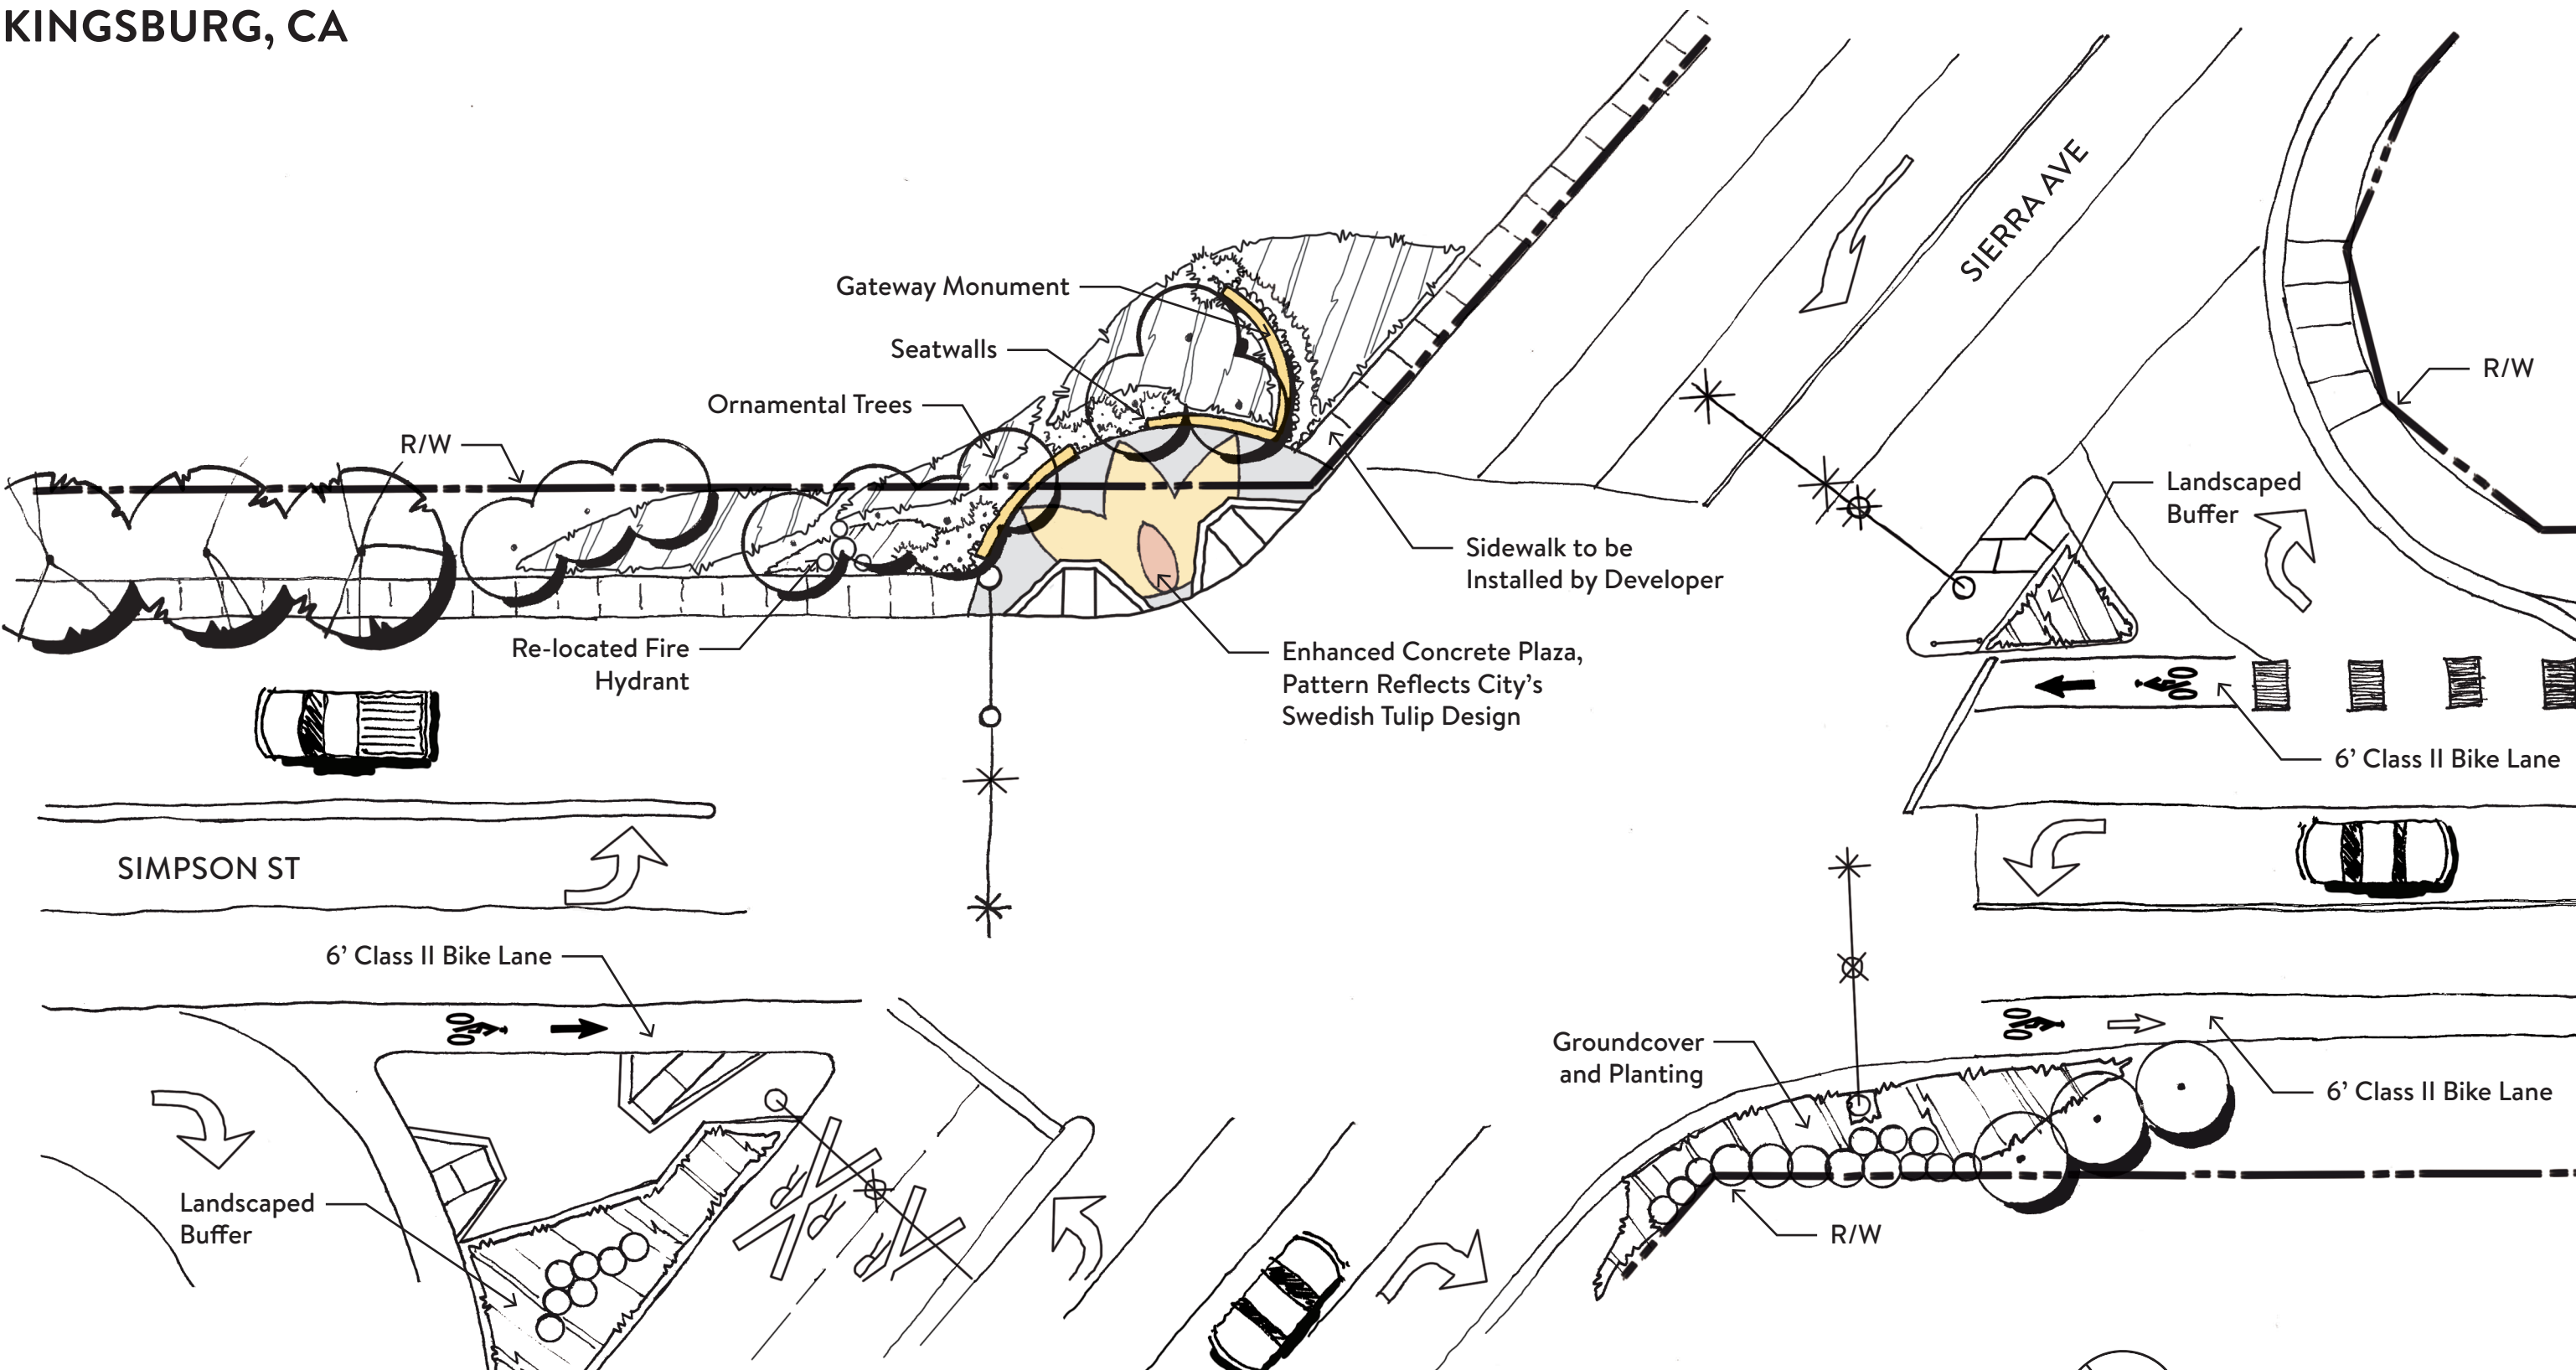 KINGSBURG, CA
SIERRA AVE
Gateway Monument
Seatwalls
Ornamental Trees
R/W
R/W
Landscaped
Buffer
Sidewalk to be
Installed by Developer
Re-located Fire
Hydrant
Enhanced Concrete Plaza,
Pattern Reflects City's
Swedish Tulip Design
6' Class II Bike Lane
SIMPSON ST
6' Class II Bike Lane
Groundcover
and Planting
6' Class II Bike Lane
Landscaped
Buffer
R/W